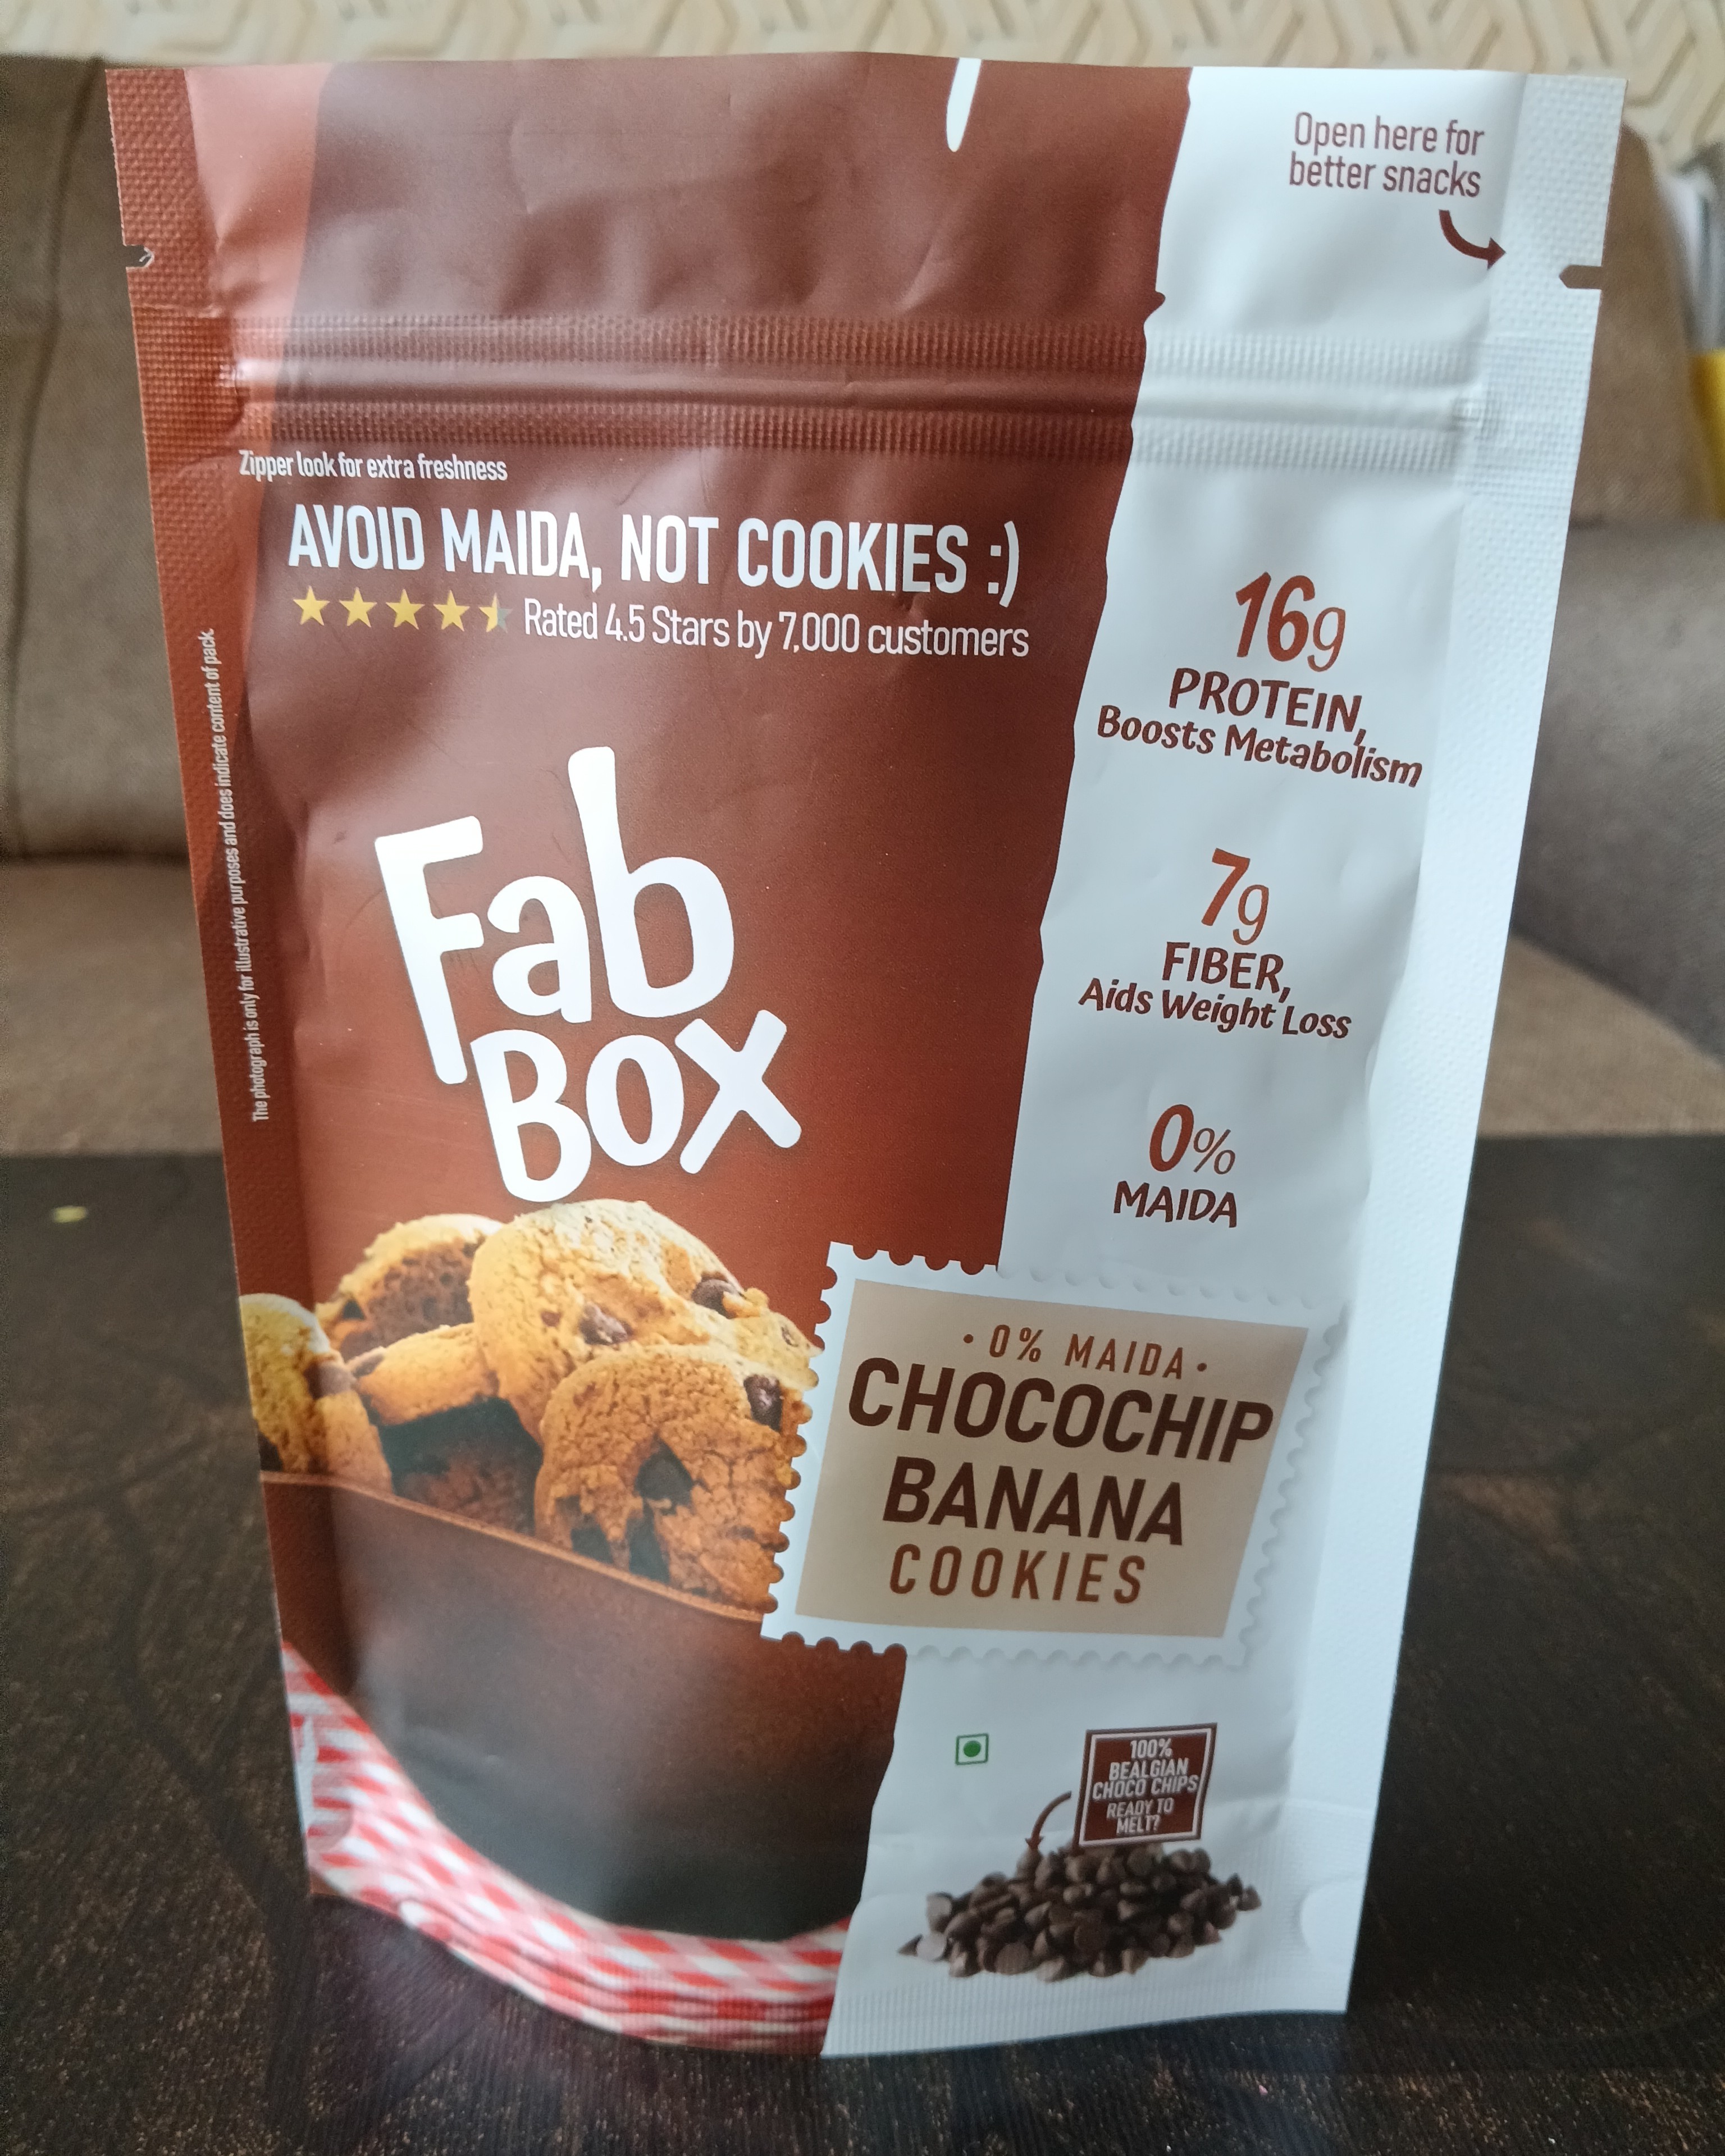 Open here for
better snacks
Zipper look for extra freshness
AVOID MAIDA, NOT COOKIES :)
Rated 4.5 Stars by 7,000 customers
The photograph is only for illustrative purposes and does indicate content of pack.
Fab
Box
16g
PROTEIN,
Boosts Metabolism
7g
FIBER,
Aids Weight Loss
0%
MAIDA
• 0% MAIDA •
CHOCOCHIP
BANANA
COOKIES
100%
BEALGIAN
CHOCO CHIPS
READY TO
MELT?